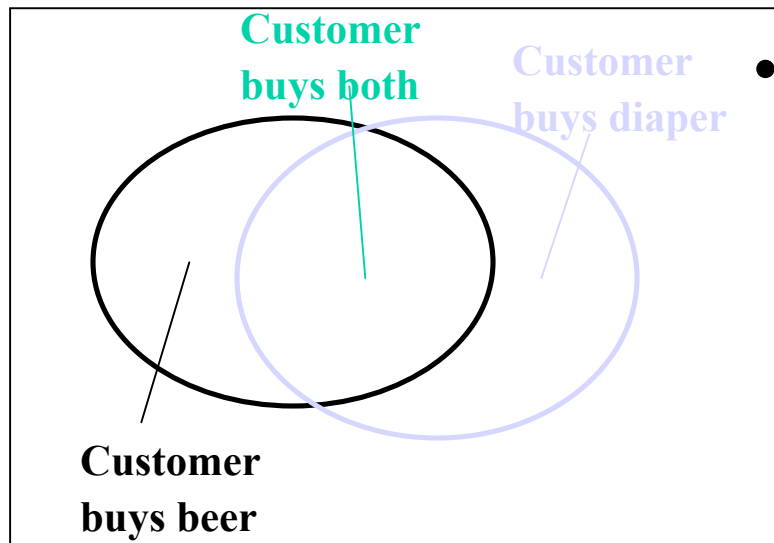 Customer
buys both
Customer
buys diaper
•
Customer
buys beer